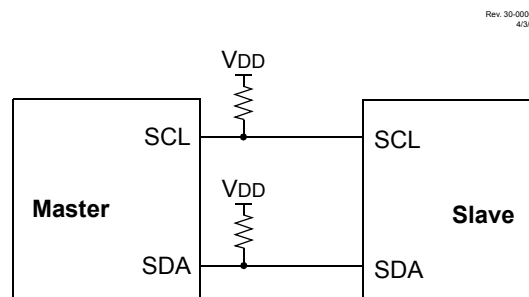 Rev. 30-000
4/3/
VDD
SCL
SCL
Master
VDD
Slave
SDA
SDA